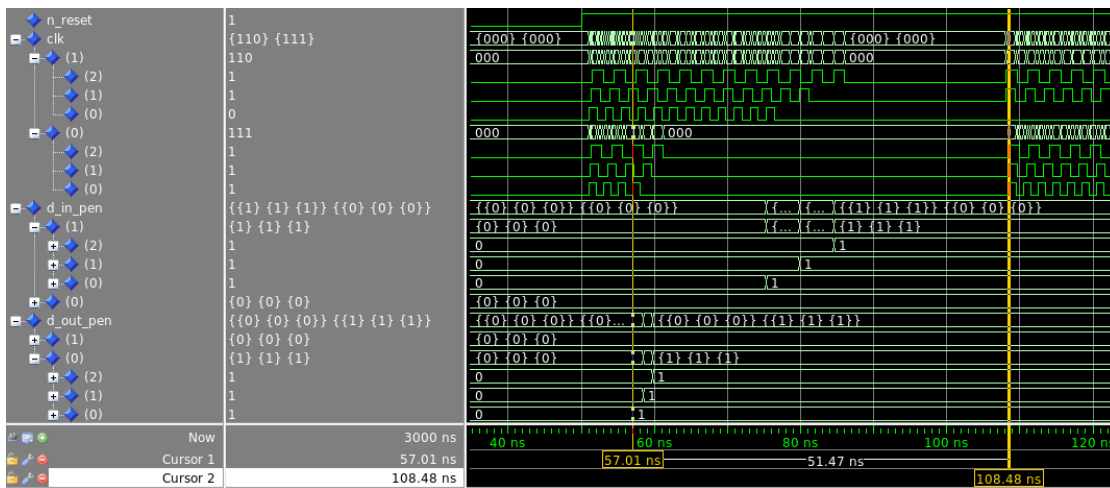 n_reset 1
clk {110} {111} {000} {000} {000} {000}
(1) 110 000 000
(2) 1
(1) 1
(0) 0
(0) 111 000 000
(2) 1
(1) 1
(0) 1
d_in_pen {{1} {1} {1}} {{0} {0} {0}} {{0} {0} {0}} {{0} {0} {0}} {... {... {{1} {1} {1}} {{0} {0} {0}}
(1) {1} {1} {1} {0} {0} {0} {... {... {1} {1} {1}
(2) 1 0 1
(1) 1 0 1
(0) 1 0 1
(0) {0} {0} {0} {0} {0} {0}
d_out_pen {{0} {0} {0}} {{1} {1} {1}} {{0} {0} {0}} {{0}... {{0} {0} {0}} {{1} {1} {1}}
(1) {0} {0} {0} {0} {0} {0}
(0) {1} {1} {1} {0} {0} {0} {1} {1} {1}
(2) 1 0 1
(1) 1 0 1
(0) 1 0 1
Now 3000 ns 40 ns 60 ns 80 ns 100 ns 120 n
Cursor 1 57.01 ns 57.01 ns 51.47 ns
Cursor 2 108.48 ns 108.48 ns